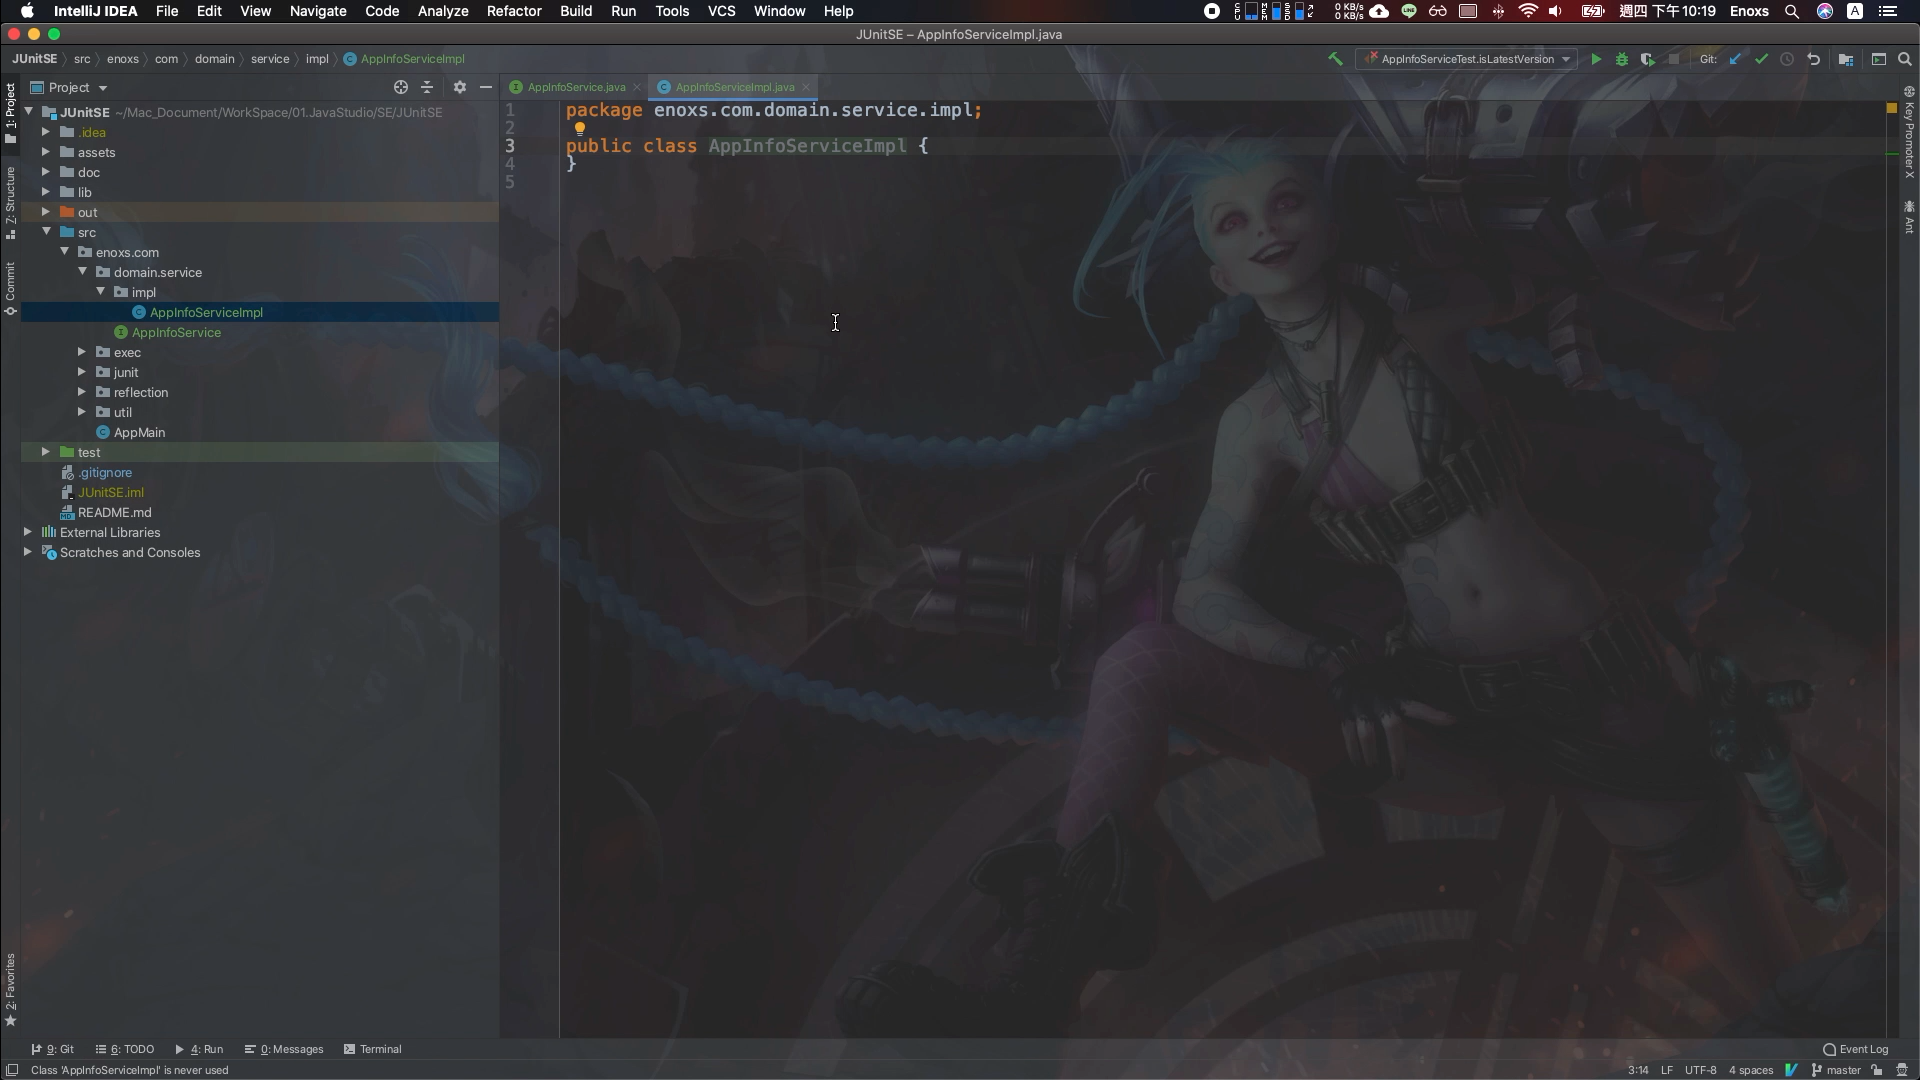 IntelliJ IDEA File Edit View Navigate Code Analyze Refactor Build Run Tools VCS Window Help 0 KB/s 0 KB/s 週四 下午10:19 Enoxs A
JUnitSE – AppInfoServiceImpl.java
JUnitSE src enoxs com domain service impl AppInfoServiceImpl AppInfoServiceTest.isLatestVersion Git:
Project
AppInfoService.java AppInfoServiceImpl.java
1: Project
Z: Structure
Commit
2: Favorites
JUnitSE ~/Mac_Document/WorkSpace/01.JavaStudio/SE/JUnitSE
.idea
assets
doc
lib
out
src
enoxs.com
domain.service
impl
AppInfoServiceImpl
AppInfoService
exec
junit
reflection
util
AppMain
test
.gitignore
JUnitSE.iml
README.md
External Libraries
Scratches and Consoles
1 package enoxs.com.domain.service.impl;
2
3 public class AppInfoServiceImpl {
4 }
5
Key Promoter X
Ant
9: Git 6: TODO 4: Run 0: Messages Terminal Event Log
Class 'AppInfoServiceImpl' is never used 3:14 LF UTF-8 4 spaces master